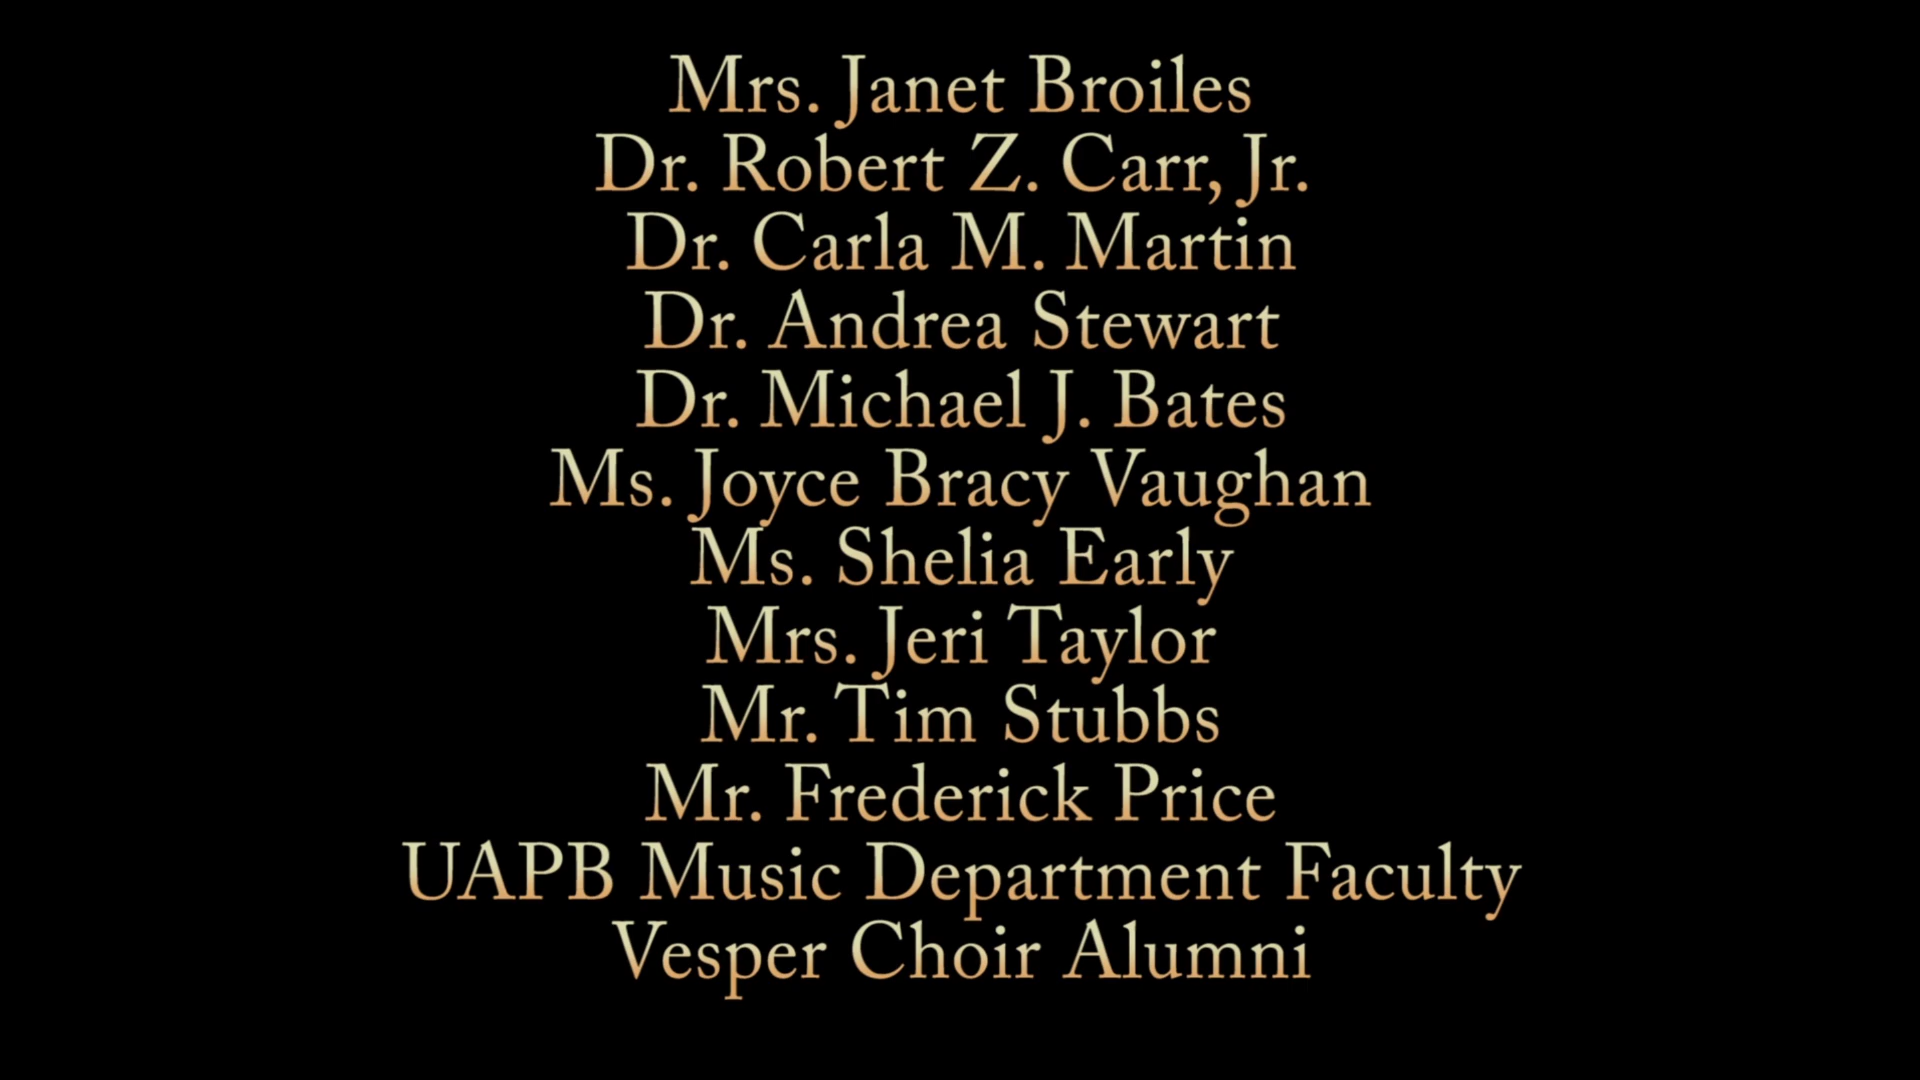 Mrs. Janet Broiles
Dr. Robert Z. Carr, Jr.
Dr. Carla M. Martin
Dr. Andrea Stewart
Dr. Michael J. Bates
Ms. Joyce Bracy Vaughan
Ms. Shelia Early
Mrs. Jeri Taylor
Mr. Tim Stubbs
Mr. Frederick Price
UAPB Music Department Faculty
Vesper Choir Alumni